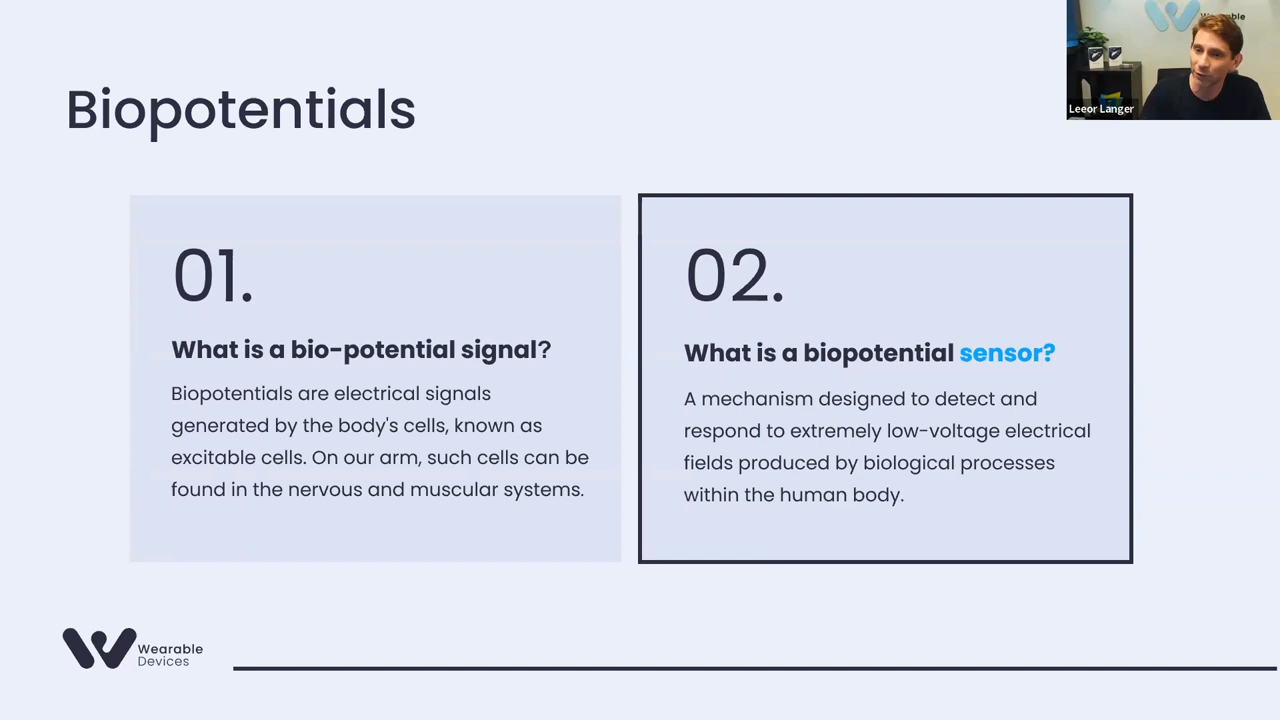 Wearable
Leeor Langer
Biopotentials
01.
What is a bio-potential signal?
Biopotentials are electrical signals
generated by the body's cells, known as
excitable cells. On our arm, such cells can be
found in the nervous and muscular systems.
02.
What is a biopotential sensor?
A mechanism designed to detect and
respond to extremely low-voltage electrical
fields produced by biological processes
within the human body.
Wearable
Devices